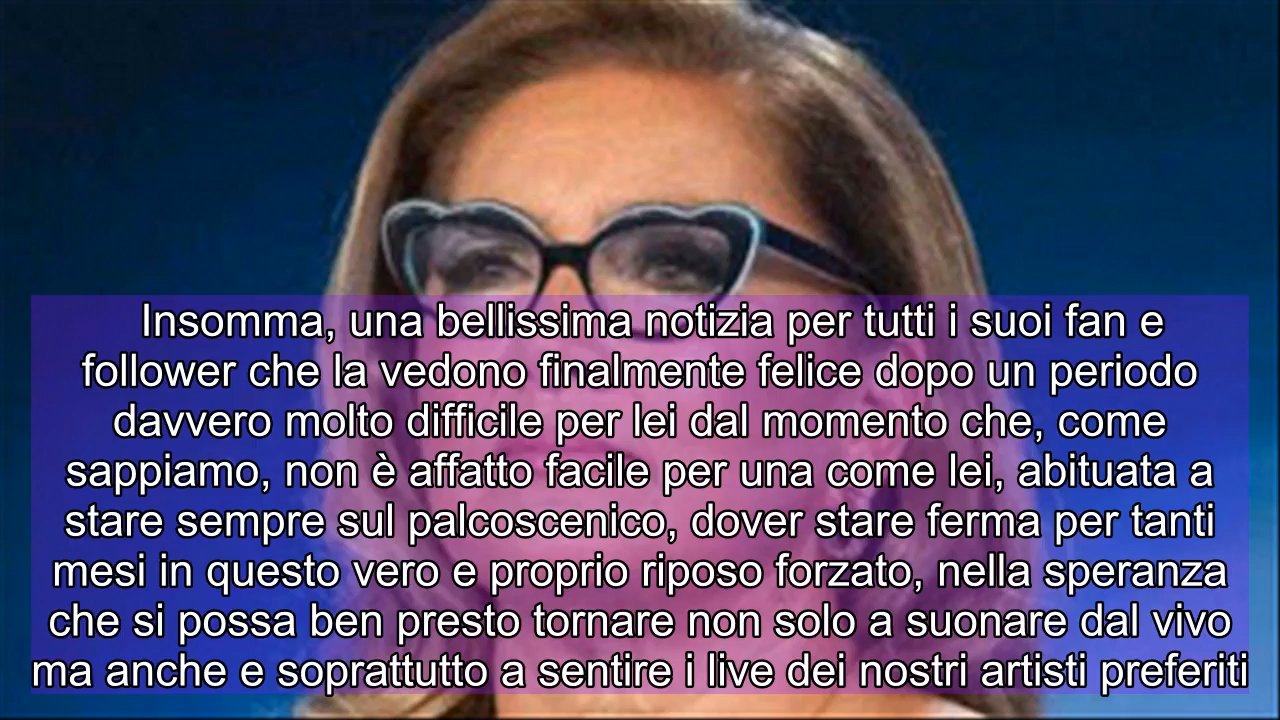 Insomma, una bellissima notizia per tutti i suoi fan e
follower che la vedono finalmente felice dopo un periodo
davvero molto difficile per lei dal momento che, come
sappiamo, non è affatto facile per una come lei, abituata a
stare sempre sul palcoscenico, dover stare ferma per tanti
mesi in questo vero e proprio riposo forzato, nella speranza
che si possa ben presto tornare non solo a suonare dal vivo
ma anche e soprattutto a sentire i live dei nostri artisti preferiti